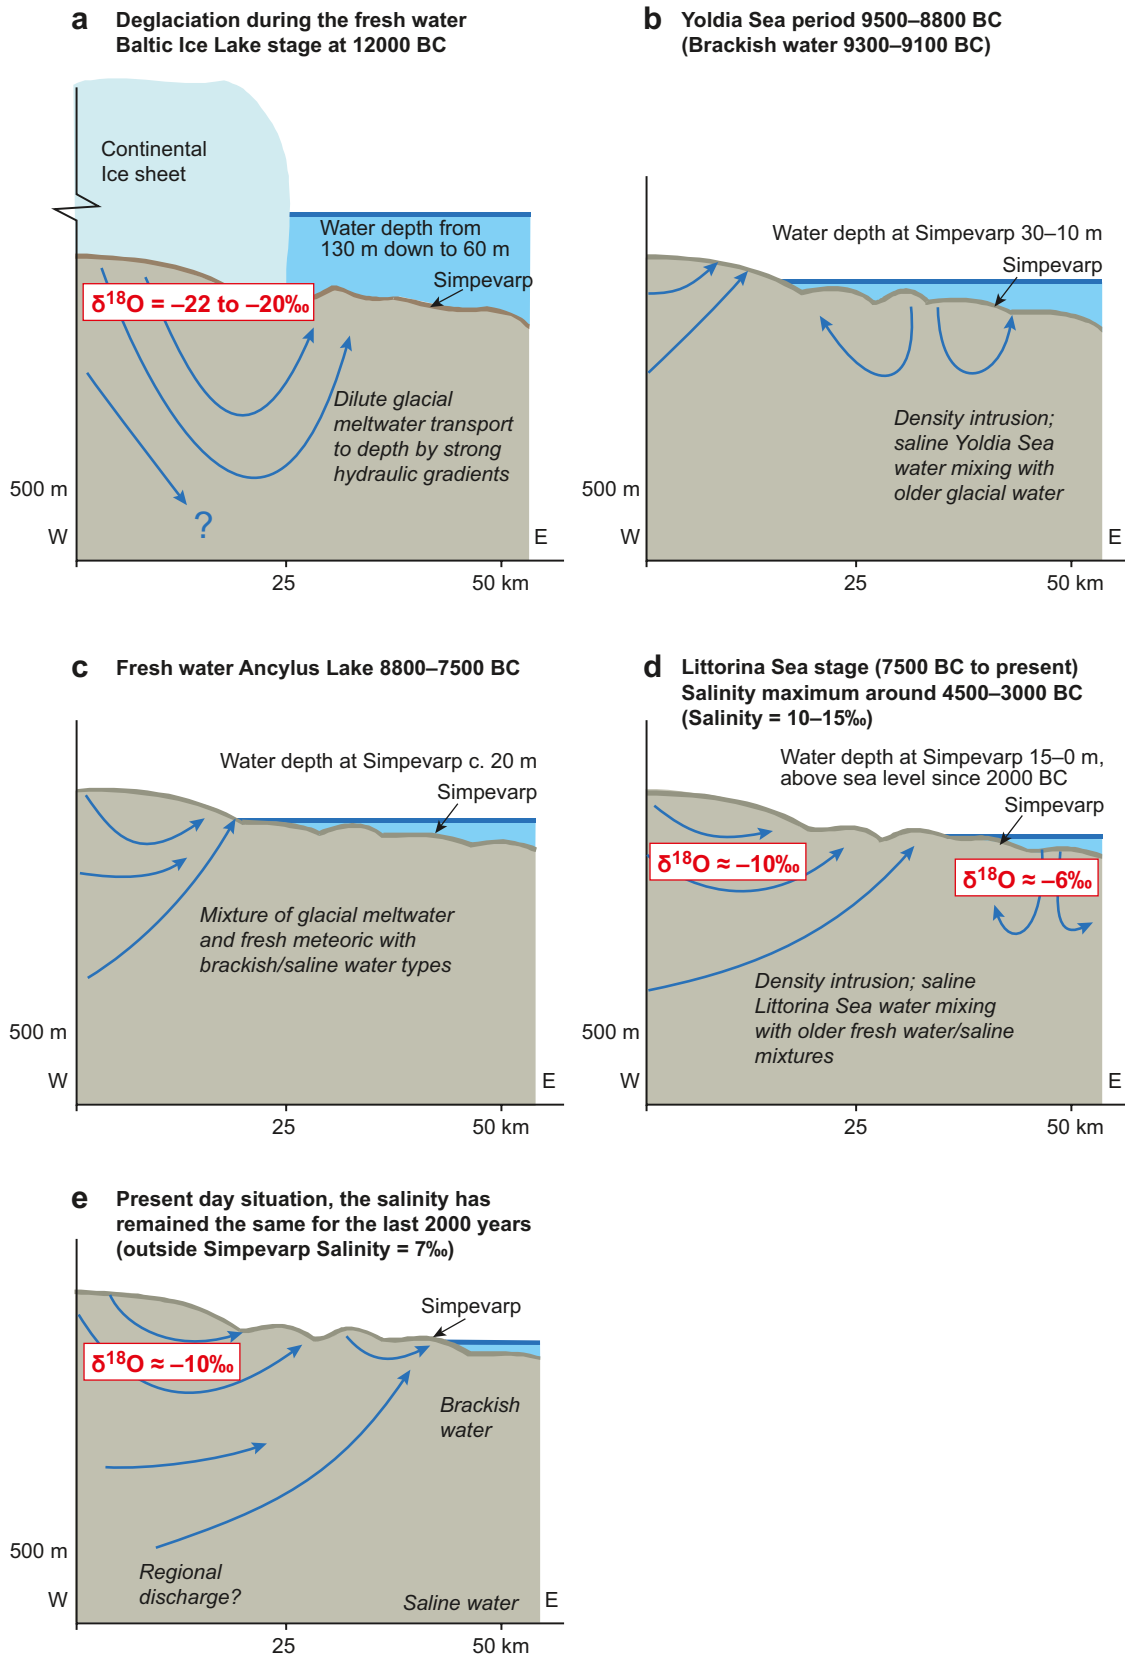 a Deglaciation during the fresh water
Baltic Ice Lake stage at 12000 BC
Continental
Ice sheet
Water depth from
130 m down to 60 m
Simpevarp
δ18O = –22 to –20‰
Dilute glacial
meltwater transport
to depth by strong
hydraulic gradients
500 m
?
W
E
25
50 km
b Yoldia Sea period 9500–8800 BC
(Brackish water 9300–9100 BC)
Water depth at Simpevarp 30–10 m
Simpevarp
Density intrusion;
saline Yoldia Sea
water mixing with
older glacial water
500 m
W
E
25
50 km
c Fresh water Ancylus Lake 8800–7500 BC
Water depth at Simpevarp c. 20 m
Simpevarp
Mixture of glacial meltwater
and fresh meteoric with
brackish/saline water types
500 m
W
E
25
50 km
d Littorina Sea stage (7500 BC to present)
Salinity maximum around 4500–3000 BC
(Salinity = 10–15‰)
Water depth at Simpevarp 15–0 m,
above sea level since 2000 BC
Simpevarp
δ18O ≈ –10‰
δ18O ≈ –6‰
Density intrusion; saline
Littorina Sea water mixing
with older fresh water/saline
mixtures
500 m
W
E
25
50 km
e Present day situation, the salinity has
remained the same for the last 2000 years
(outside Simpevarp Salinity = 7‰)
Simpevarp
δ18O ≈ –10‰
Brackish
water
500 m
Regional
discharge?
Saline water
W
E
25
50 km